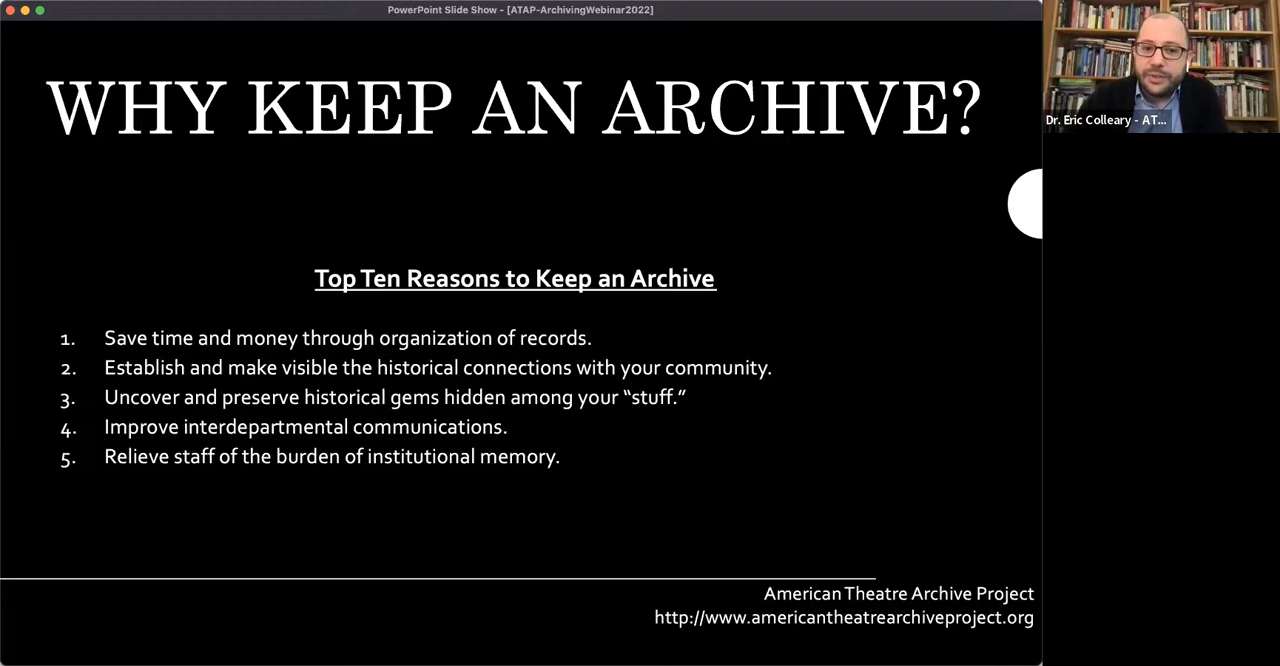 PowerPoint Slide Show - [ATAP-ArchivingWebinar2022]
WHY KEEP AN ARCHIVE?
Dr. Eric Colleary - AT...
Top Ten Reasons to Keep an Archive
1. Save time and money through organization of records.
2. Establish and make visible the historical connections with your community.
3. Uncover and preserve historical gems hidden among your “stuff.”
4. Improve interdepartmental communications.
5. Relieve staff of the burden of institutional memory.
American Theatre Archive Project
http://www.americantheatrearchiveproject.org